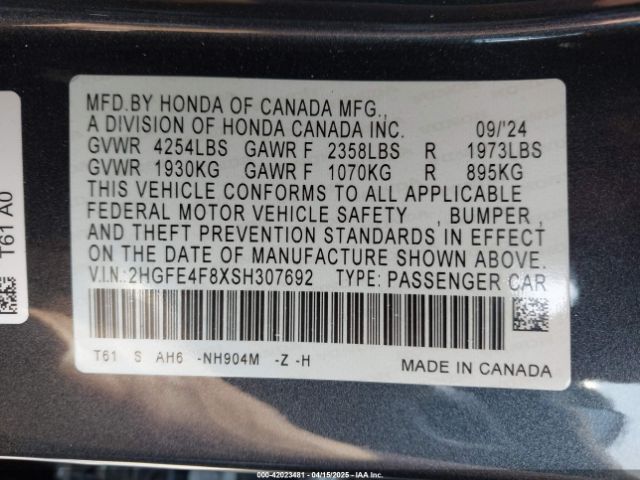 MFD.BY HONDA OF CANADA MFG.,
A DIVISION OF HONDA CANADA INC. 09/'24
GVWR 4254LBS GAWR F 2358LBS R 1973LBS
GVWR 1930KG GAWR F 1070KG R 895KG
THIS VEHICLE CONFORMS TO ALL APPLICABLE
FEDERAL MOTOR VEHICLE SAFETY , BUMPER ,
AND THEFT PREVENTION STANDARDS IN EFFECT
ON THE DATE OF MANUFACTURE SHOWN ABOVE.
V.I.N.:2HGFE4F8XSH307692 TYPE: PASSENGER CAR
T61 S AH6 -NH904M -Z -H
MADE IN CANADA
T61 A0
000-42023481 - 04/15/2025 - IAA Inc.